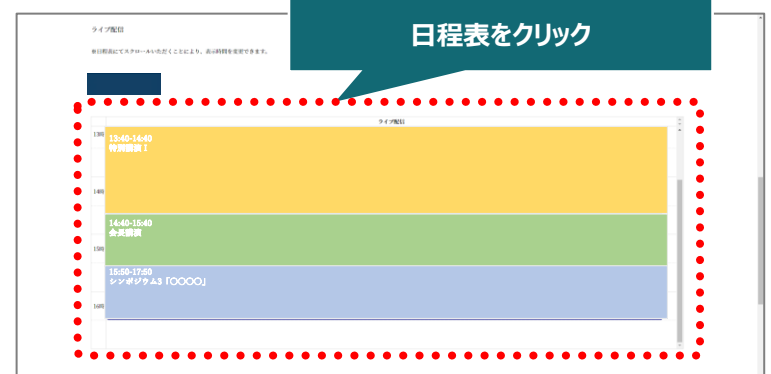 ライブ配信
日程表をクリック
※日程表にてスクロールいただくことにより、表示時間を変更できます。
ライブ配信
13時
13:40-14:40
特別講演 I
14時
14:40-15:40
会長講演
15時
15:50-17:50
シンポジウム3「〇〇〇〇」
16時